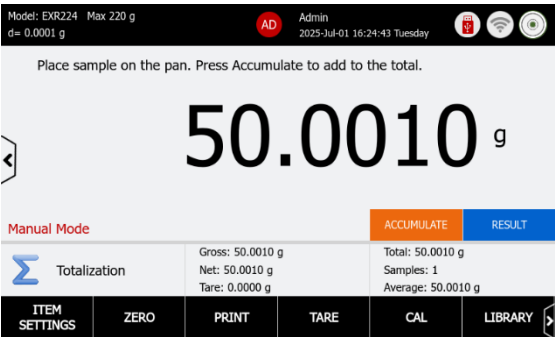 Model: EXR224 Max 220 g
d= 0.0001 g
AD
Admin
2025-Jul-01 16:24:43 Tuesday
Place sample on the pan. Press Accumulate to add to the total.
50.0010 g
Manual Mode
ACCUMULATE
RESULT
Totalization
Gross: 50.0010 g
Net: 50.0010 g
Tare: 0.0000 g
Total: 50.0010 g
Samples: 1
Average: 50.0010 g
ITEM
SETTINGS
ZERO
PRINT
TARE
CAL
LIBRARY